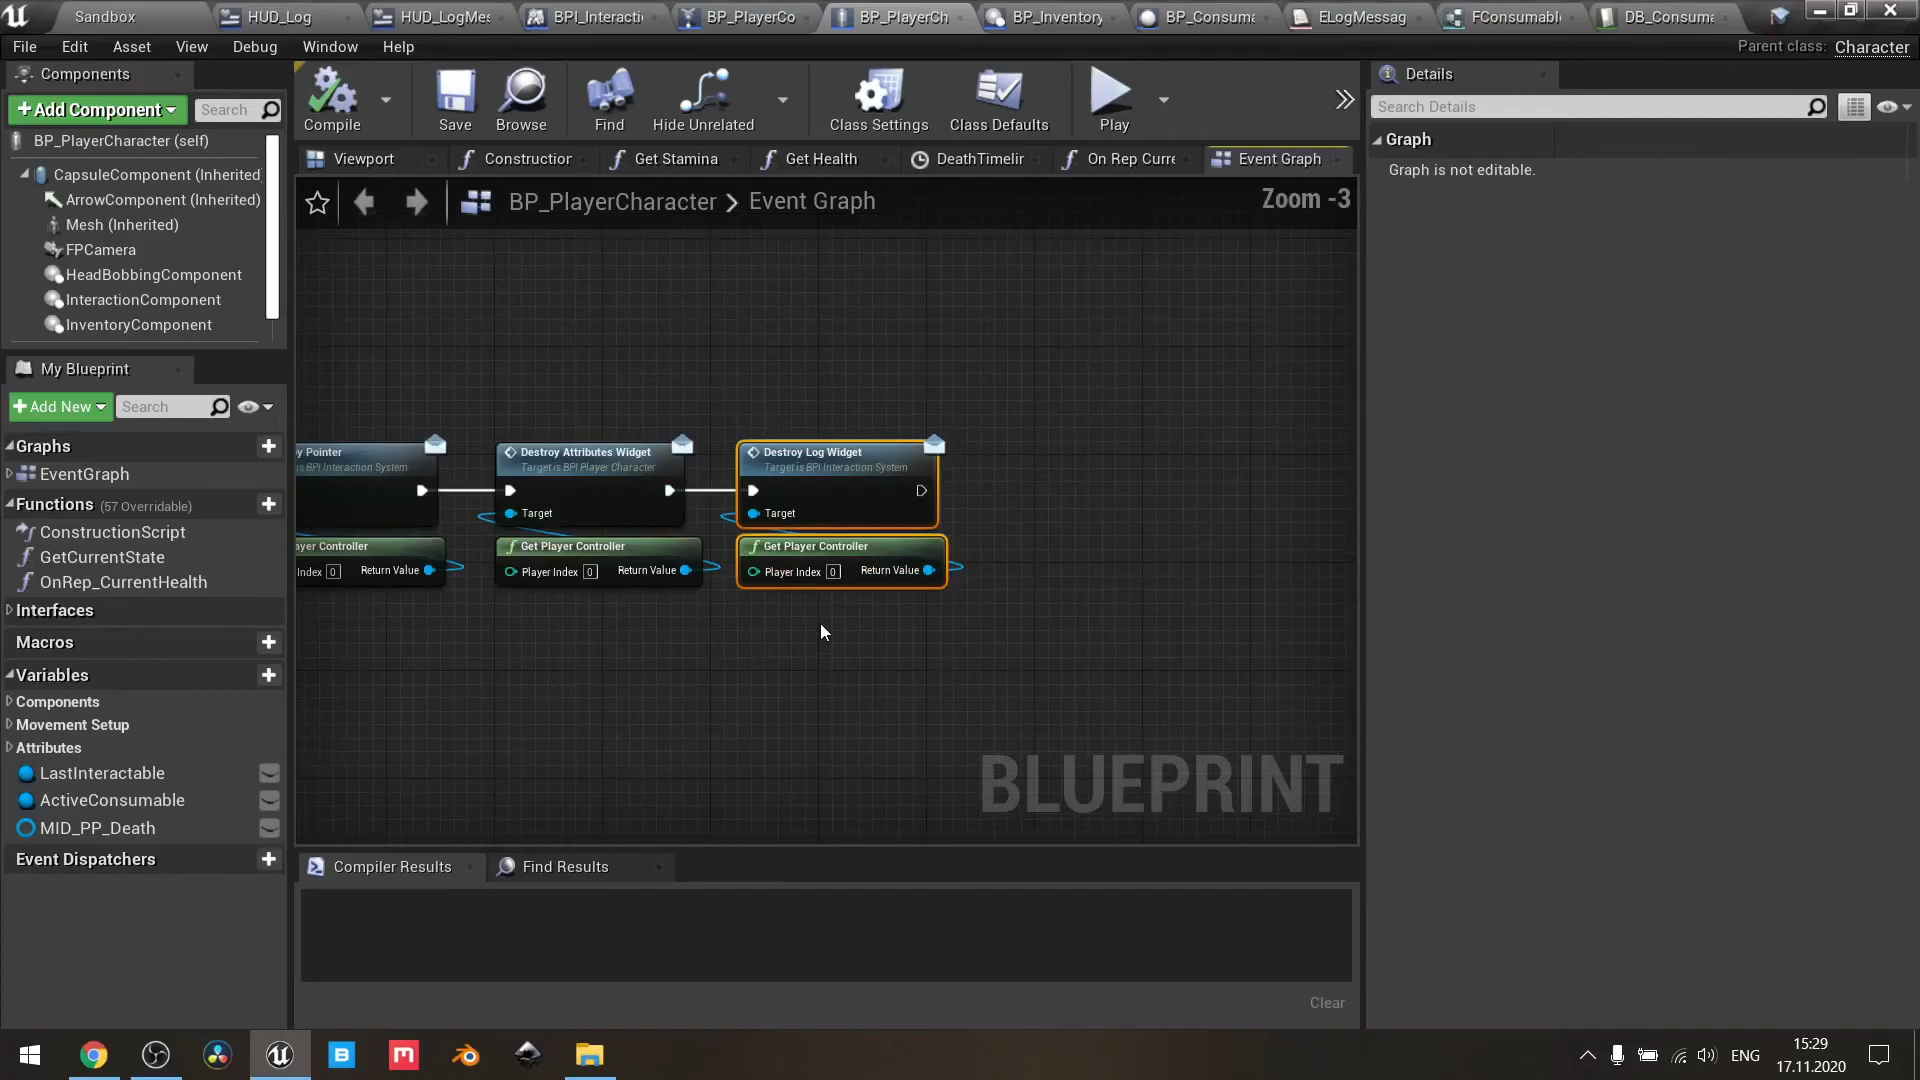 Sandbox
HUD_Log
HUD_LogMes
BPI_Interactio
BP_PlayerCo
BP_PlayerCh
BP_Inventory
BP_Consuma
ELogMessag
FConsumabl
DB_Consuma
File Edit Asset View Debug Window Help
Parent class: Character
Components
+Add Component
Search
BP_PlayerCharacter (self)
CapsuleComponent (Inherited)
ArrowComponent (Inherited)
Mesh (Inherited)
FPCamera
HeadBobbingComponent
InteractionComponent
InventoryComponent
My Blueprint
+Add New
Search
Graphs
EventGraph
Functions (57 Overridable)
ConstructionScript
GetCurrentState
OnRep_CurrentHealth
Interfaces
Macros
Variables
Components
Movement Setup
Attributes
LastInteractable
ActiveConsumable
MID_PP_Death
Event Dispatchers
Compile
Save
Browse
Find
Hide Unrelated
Class Settings
Class Defaults
Play
Viewport
Construction
Get Stamina
Get Health
DeathTimelin
On Rep Curre
Event Graph
BP_PlayerCharacter > Event Graph
Zoom -3
y Pointer
is BPI Interaction System
ayer Controller
Index 0 Return Value
Destroy Attributes Widget
Target is BPI Player Character
Target
Get Player Controller
Player Index 0 Return Value
Destroy Log Widget
Target is BPI Interaction System
Target
Get Player Controller
Player Index 0 Return Value
BLUEPRINT
Compiler Results
Find Results
Clear
Details
Search Details
Graph
Graph is not editable.
ENG
15:29
17.11.2020